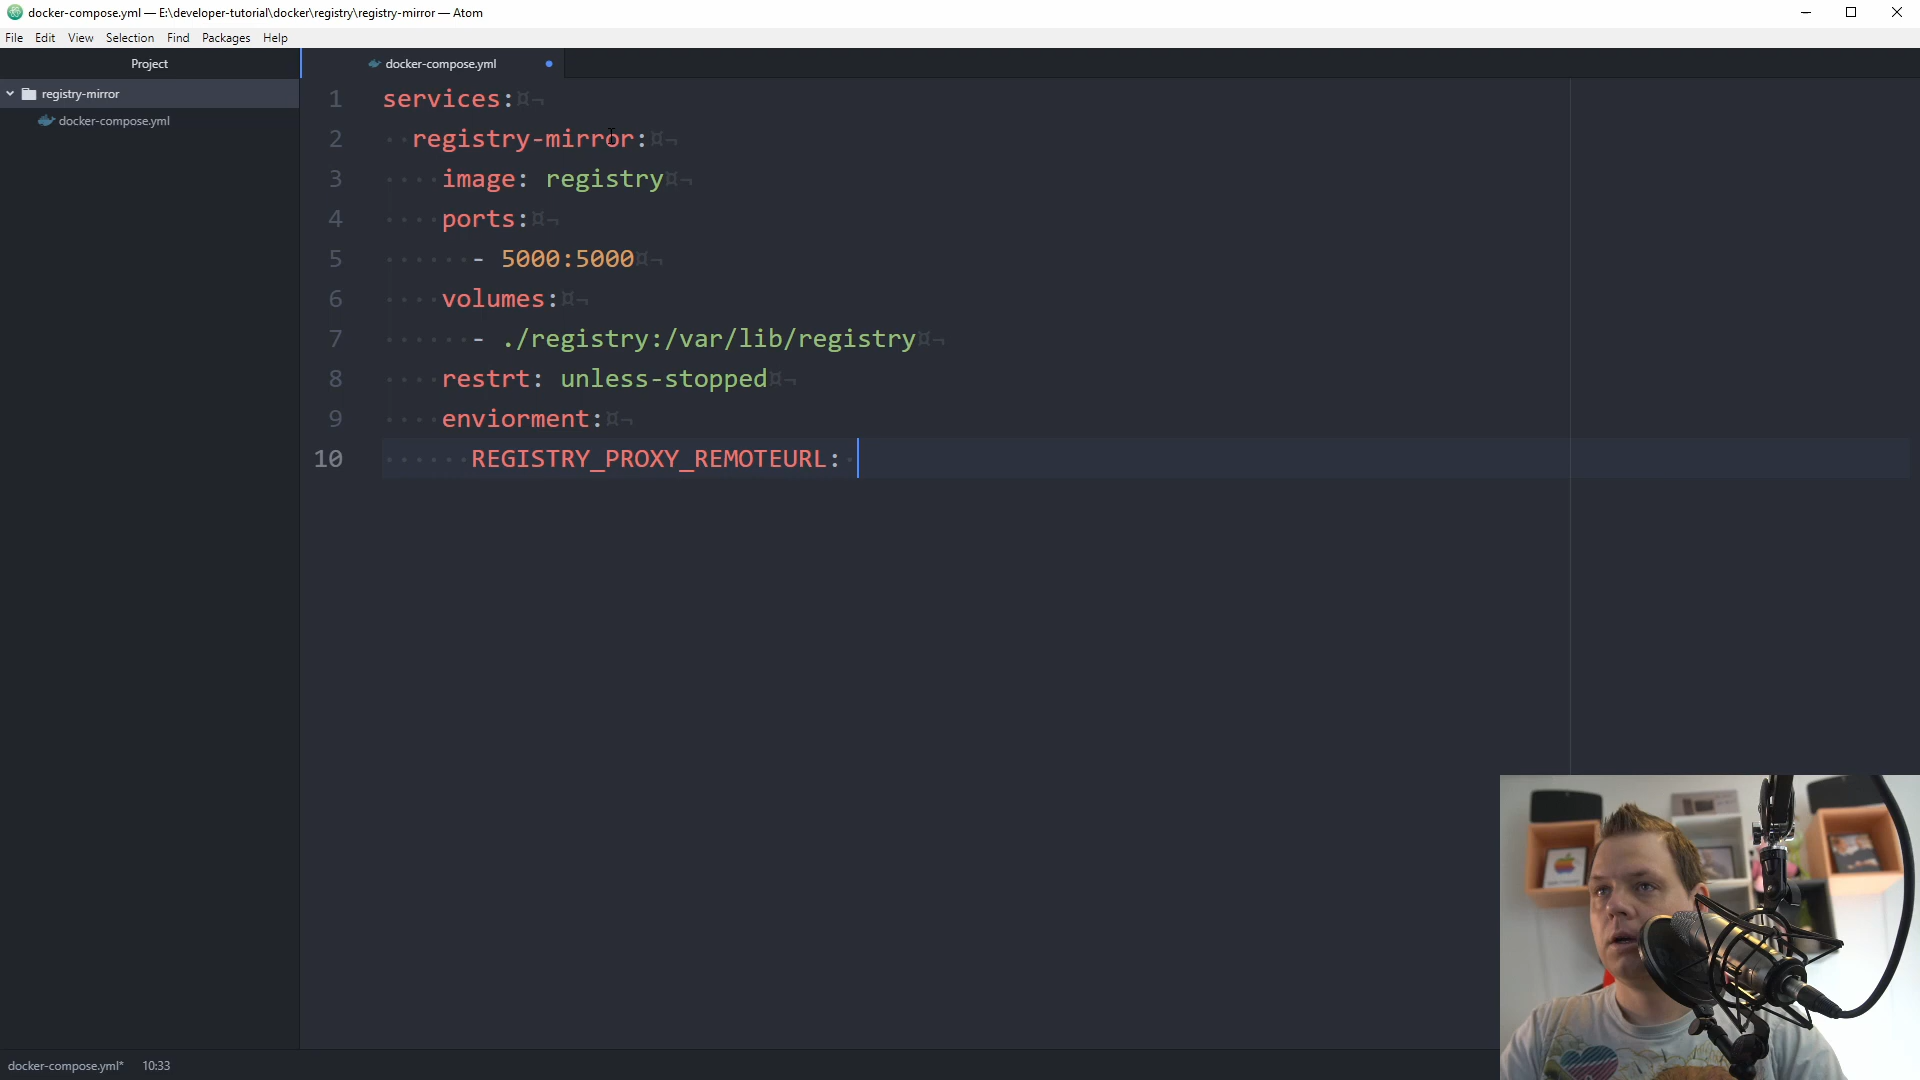 docker-compose.yml — E:\developer-tutorial\docker\registry\registry-mirror — Atom
File Edit View Selection Find Packages Help
Project
docker-compose.yml
registry-mirror
docker-compose.yml
1 services:
2 registry-mirror:
3 image: registry
4 ports:
5 - 5000:5000
6 volumes:
7 - ./registry:/var/lib/registry
8 restrt: unless-stopped
9 enviorment:
10 REGISTRY_PROXY_REMOTEURL:
docker-compose.yml* 10:33